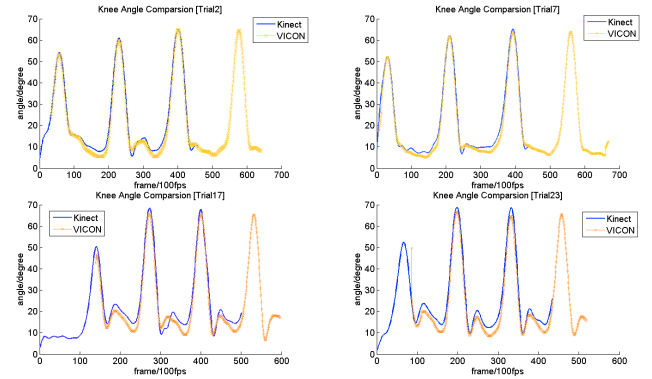 Knee Angle Comparsion [Trial2]
angle/degree
70
60
50
40
30
20
10
0
0 100 200 300 400 500 600 700
frame/100fps
Kinect
VICON
Knee Angle Comparsion [Trial7]
angle/degree
70
60
50
40
30
20
10
0
0 100 200 300 400 500 600 700
frame/100fps
Kinect
VICON
Knee Angle Comparsion [Trial17]
angle/degree
70
60
50
40
30
20
10
0
0 100 200 300 400 500 600
frame/100fps
Kinect
VICON
Knee Angle Comparsion [Trial23]
angle/degree
70
60
50
40
30
20
10
0
0 100 200 300 400 500 600
frame/100fps
Kinect
VICON